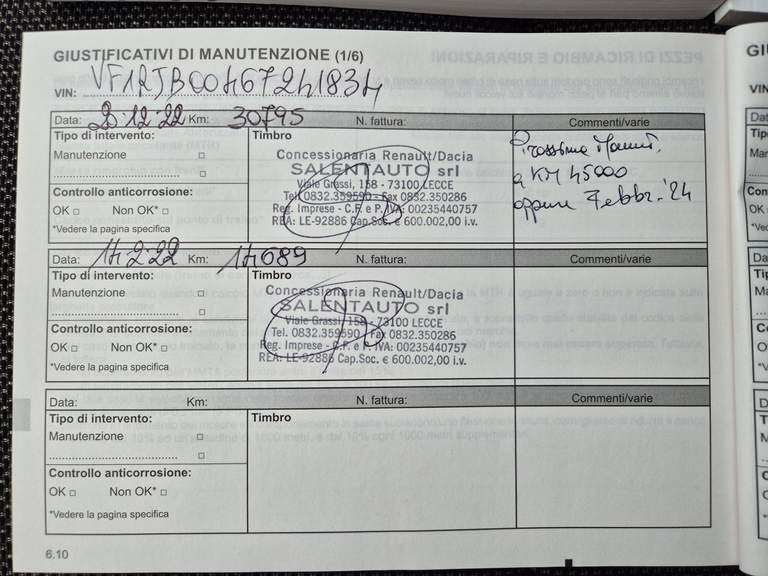 GIUSTIFICATIVI DI MANUTENZIONE (1/6)
VIN: VF1RJB00467241834
Data: Km: 30795 N. fattura: Commenti/varie
Tipo di intervento: Timbro
Manutenzione
Concessionaria Renault/Dacia
SALENTAUTO srl
Viale Grassi, 158 - 73100 LECCE
Tel. 0832.359590 - Fax 0832.350286
Reg. Imprese - C.F. e P. IVA: 00235440757
REA: LE-92886 Cap.Soc. € 600.002,00 i.v.
Prossima Manut.
a KM 45000
oppure Febbr. '24
Controllo anticorrosione:
OK Non OK*
*Vedere la pagina specifica
Data: 14.2.22 Km: 14689 N. fattura: Commenti/varie
Tipo di intervento: Timbro
Manutenzione
Concessionaria Renault/Dacia
SALENTAUTO srl
Viale Grassi, 158 - 73100 LECCE
Tel. 0832.359590 - Fax 0832.350286
Reg. Imprese - C.F. e P. IVA: 00235440757
REA: LE-92886 Cap.Soc. € 600.002,00 i.v.
Controllo anticorrosione:
OK Non OK*
*Vedere la pagina specifica
Data: Km: N. fattura: Commenti/varie
Tipo di intervento: Timbro
Manutenzione
Controllo anticorrosione:
OK Non OK*
*Vedere la pagina specifica
6.10